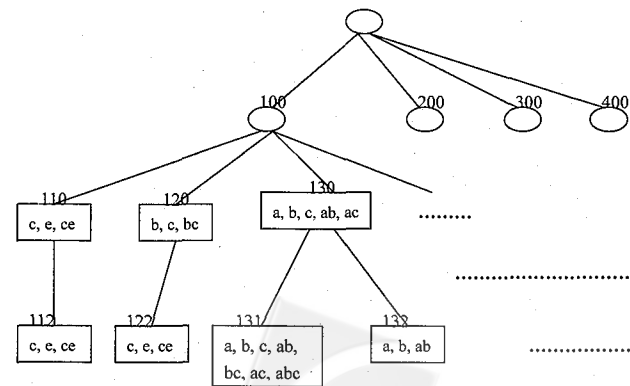 100
200
300
400
110
120
130
c, e, ce
b, c, bc
a, b, c, ab, ac
112
122
131
132
c, e, ce
c, e, ce
a, b, c, ab,
bc, ac, abc
a, b, ab